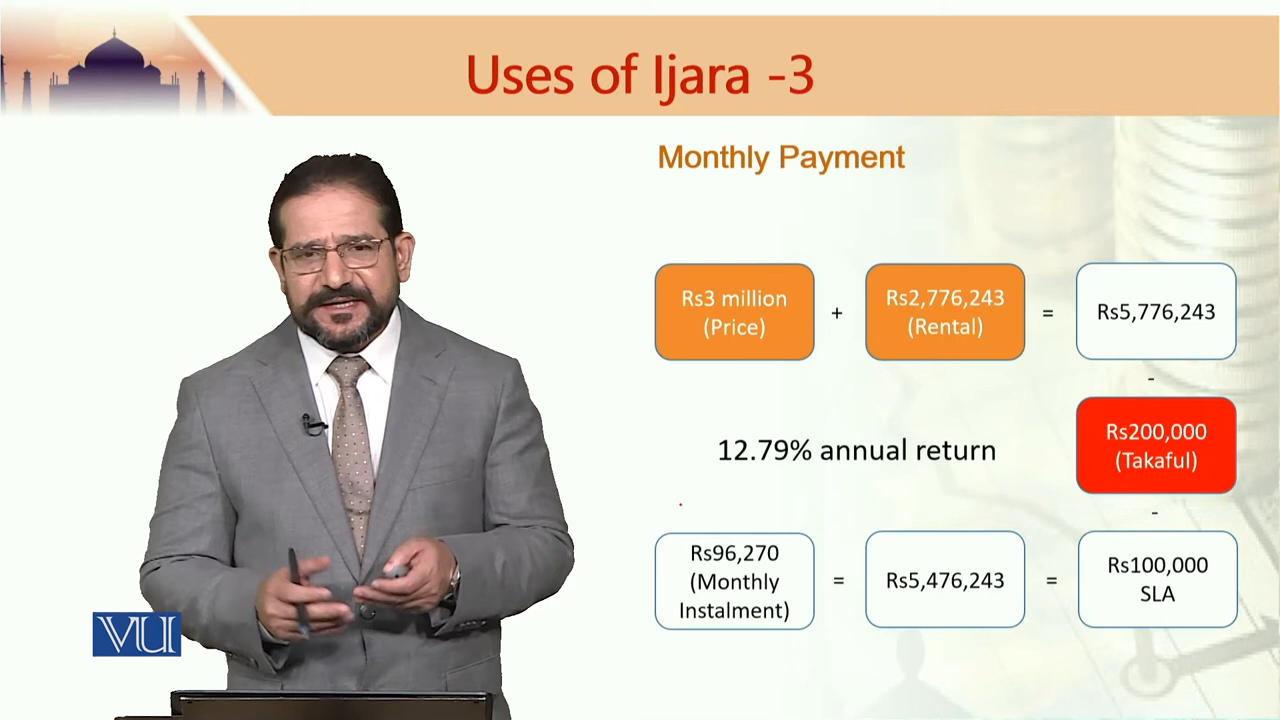 Uses of Ijara -3
Monthly Payment
Rs3 million
(Price)
+
Rs2,776,243
(Rental)
=
Rs5,776,243
-
12.79% annual return
Rs200,000
(Takaful)
-
Rs96,270
(Monthly
Instalment)
=
Rs5,476,243
=
Rs100,000
SLA
VU